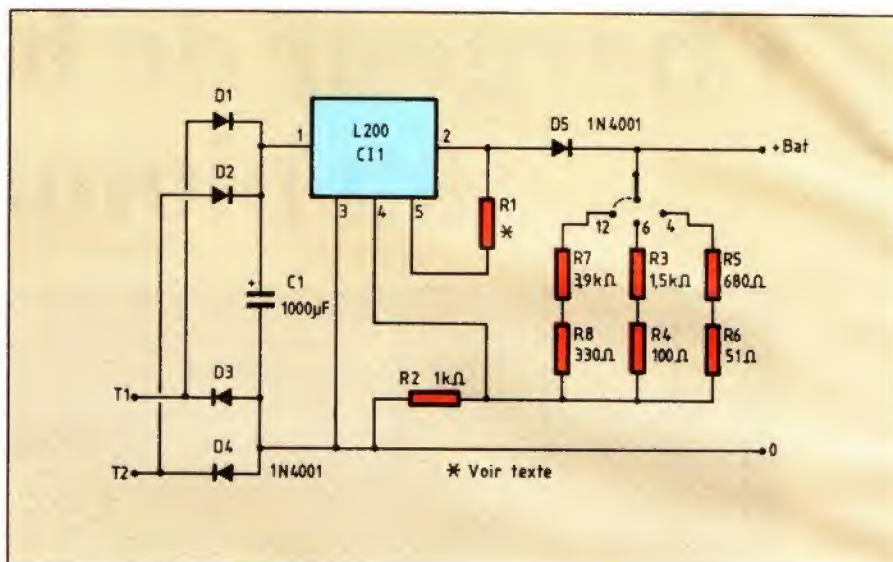 D1
D2
1
L200
CI1
2
3
4
5
D5
1N4001
+Bat
R1
*
12
6
4
R7
3,9kΩ
R3
1,5kΩ
R5
680Ω
R8
330Ω
R4
100Ω
R6
51Ω
+
C1
1000µF
D3
T1
R2 1kΩ
D4
T2
1N4001
* Voir texte
0